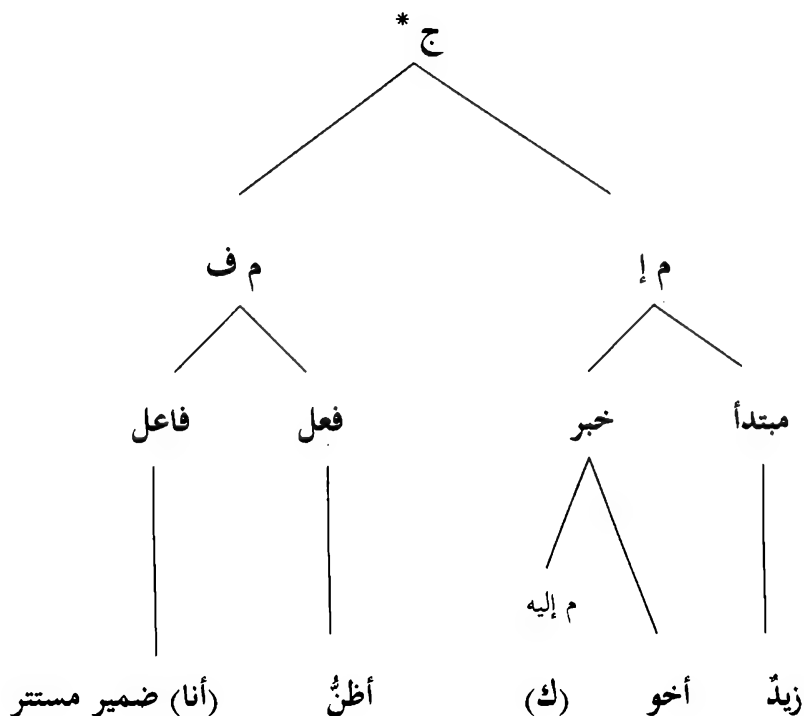 ج *
م إ م ف
مبتدأ خبر فعل فاعل
م إليه
زيدٌ أخو (ك) أظنُّ (أنا) ضمير مستتر